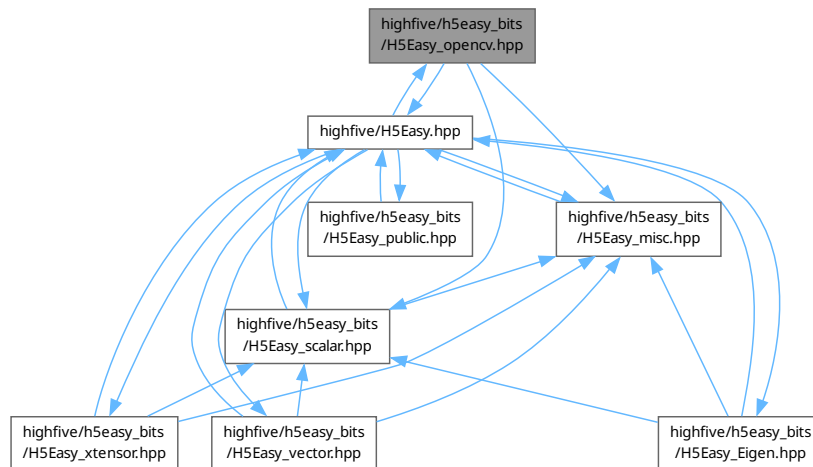 highfive/h5easy_bits
/H5Easy_opencv.hpp
highfive/H5Easy.hpp
highfive/h5easy_bits
/H5Easy_public.hpp
highfive/h5easy_bits
/H5Easy_misc.hpp
highfive/h5easy_bits
/H5Easy_scalar.hpp
highfive/h5easy_bits
/H5Easy_xtensor.hpp
highfive/h5easy_bits
/H5Easy_vector.hpp
highfive/h5easy_bits
/H5Easy_Eigen.hpp